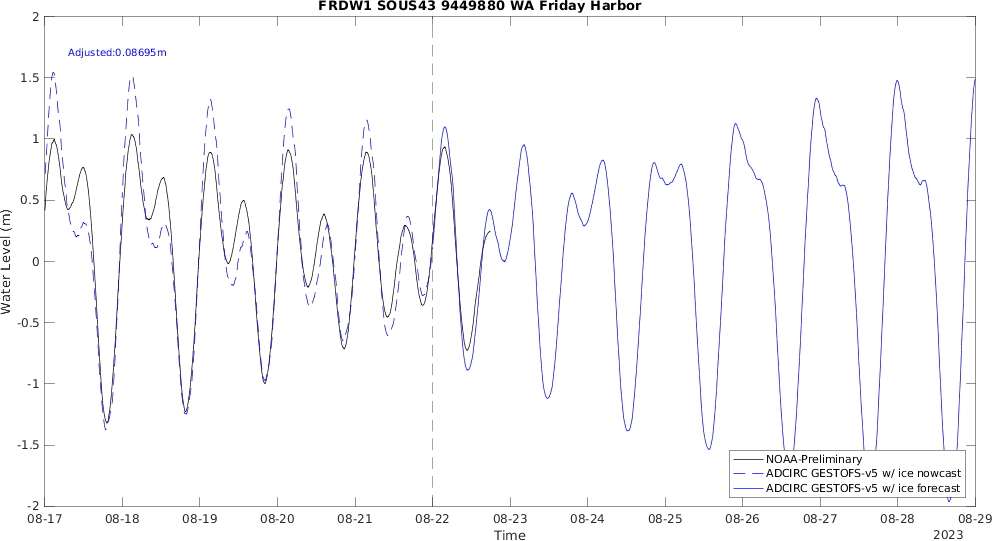 FRDW1 SOUS43 9449880 WA Friday Harbor
Adjusted:0.08695m
Water Level (m)
2
1.5
1
0.5
0
-0.5
-1
-1.5
-2
NOAA-Preliminary
ADCIRC GESTOFS-v5 w/ ice nowcast
ADCIRC GESTOFS-v5 w/ ice forecast
08-17 08-18 08-19 08-20 08-21 08-22 08-23 08-24 08-25 08-26 08-27 08-28 08-29
Time
2023